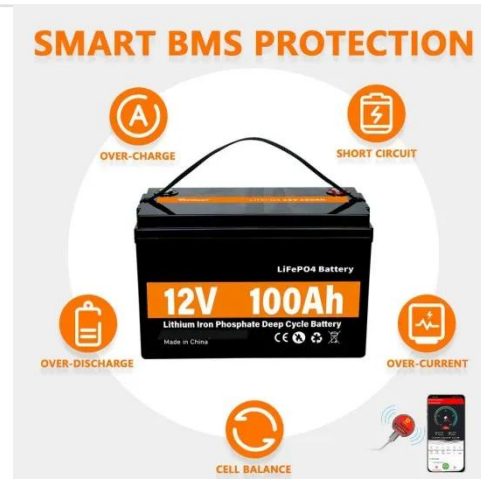 SMART BMS PROTECTION
OVER-CHARGE
SHORT CIRCUIT
LiFePO4 Battery
12V 100Ah
Lithium Iron Phosphate Deep Cycle Battery
Made in China
CE
OVER-DISCHARGE
OVER-CURRENT
CELL BALANCE